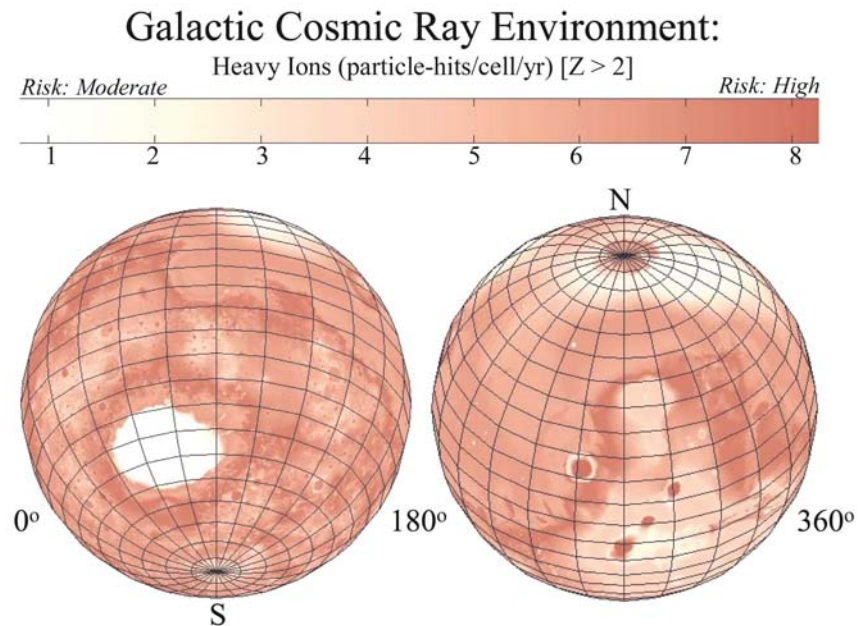 Galactic Cosmic Ray Environment:
Heavy Ions (particle-hits/cell/yr) [Z > 2]
Risk: Moderate Risk: High
1 2 3 4 5 6 7 8
N
0º 180º 360º
S